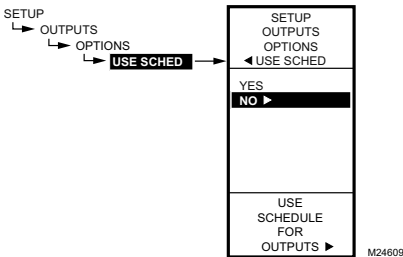 SETUP
OUTPUTS
OPTIONS
USE SCHED
SETUP
OUTPUTS
OPTIONS
◀ USE SCHED
YES
NO ▶
USE
SCHEDULE
FOR
OUTPUTS ▶
M24609